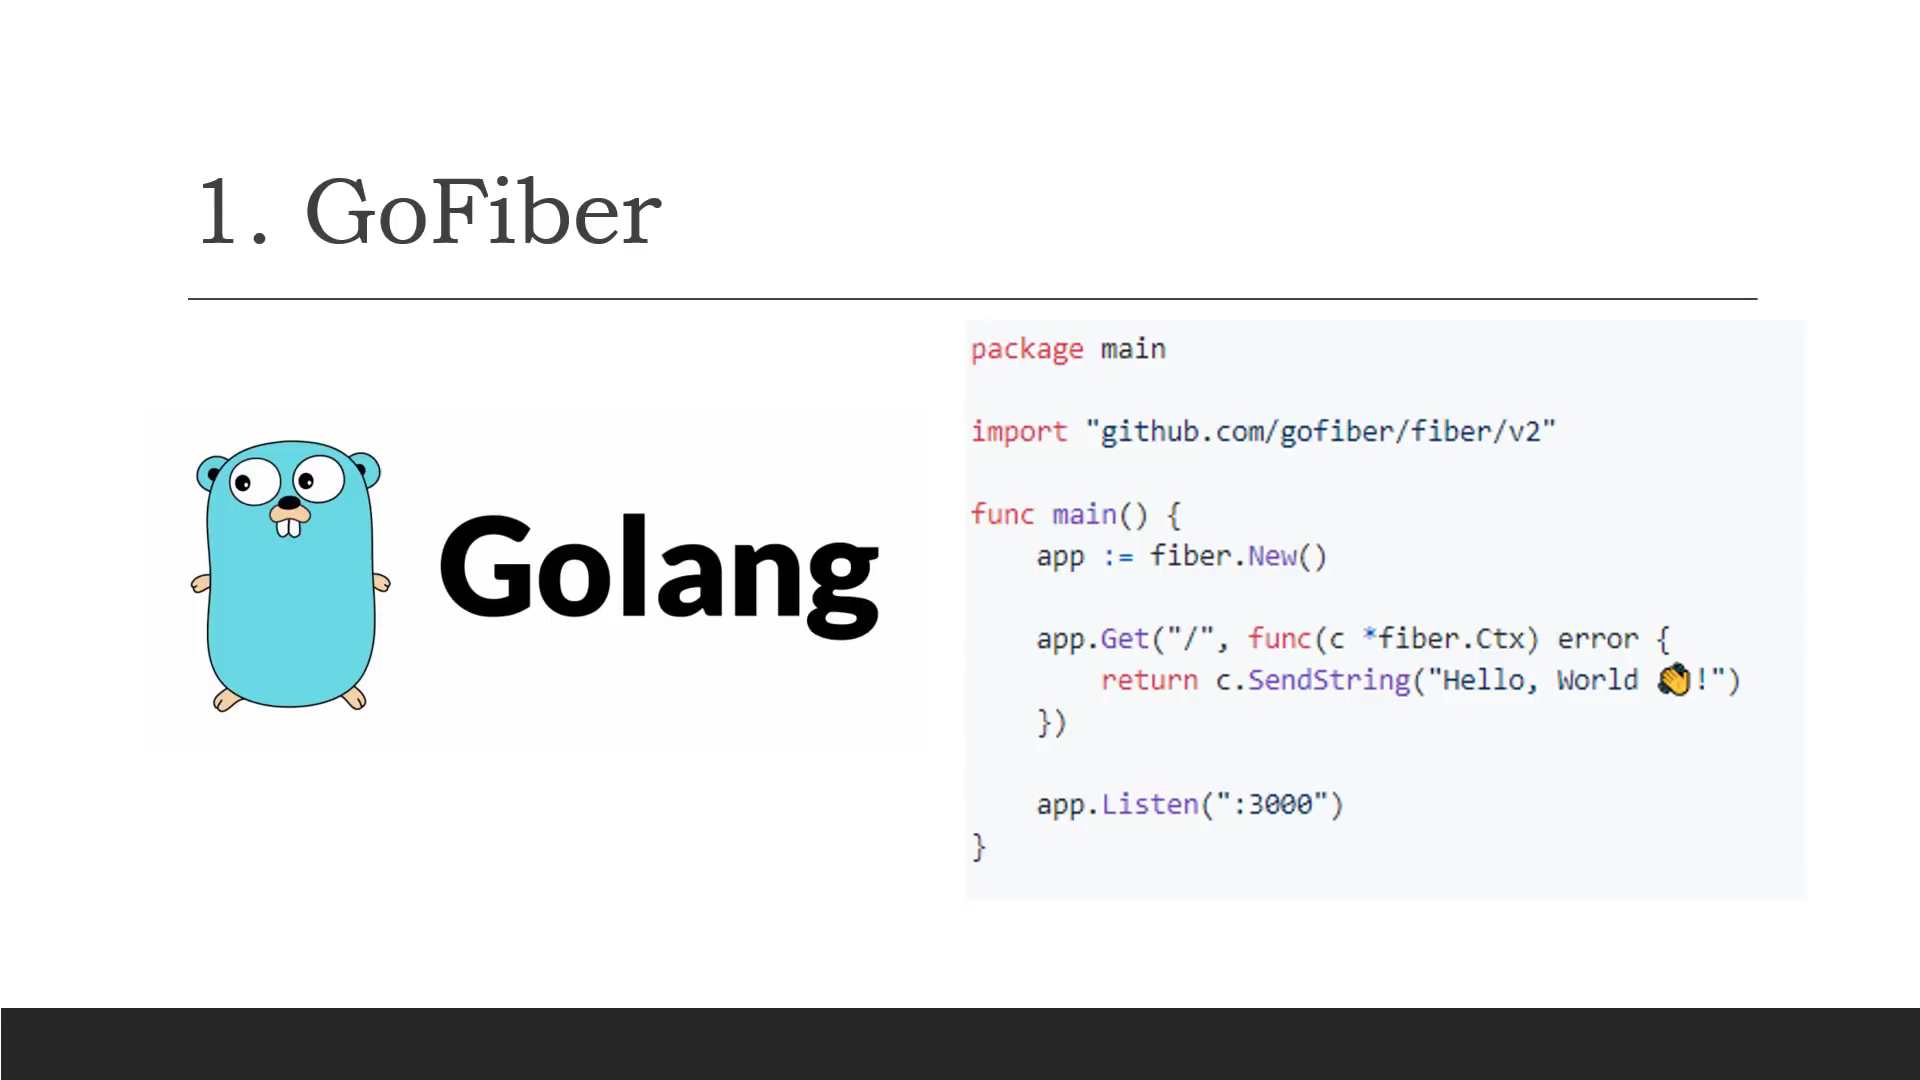 1. GoFiber
Golang
package main
import "github.com/gofiber/fiber/v2"
func main() {
    app := fiber.New()
    app.Get("/", func(c *fiber.Ctx) error {
        return c.SendString("Hello, World 👏!")
    })
    app.Listen(":3000")
}